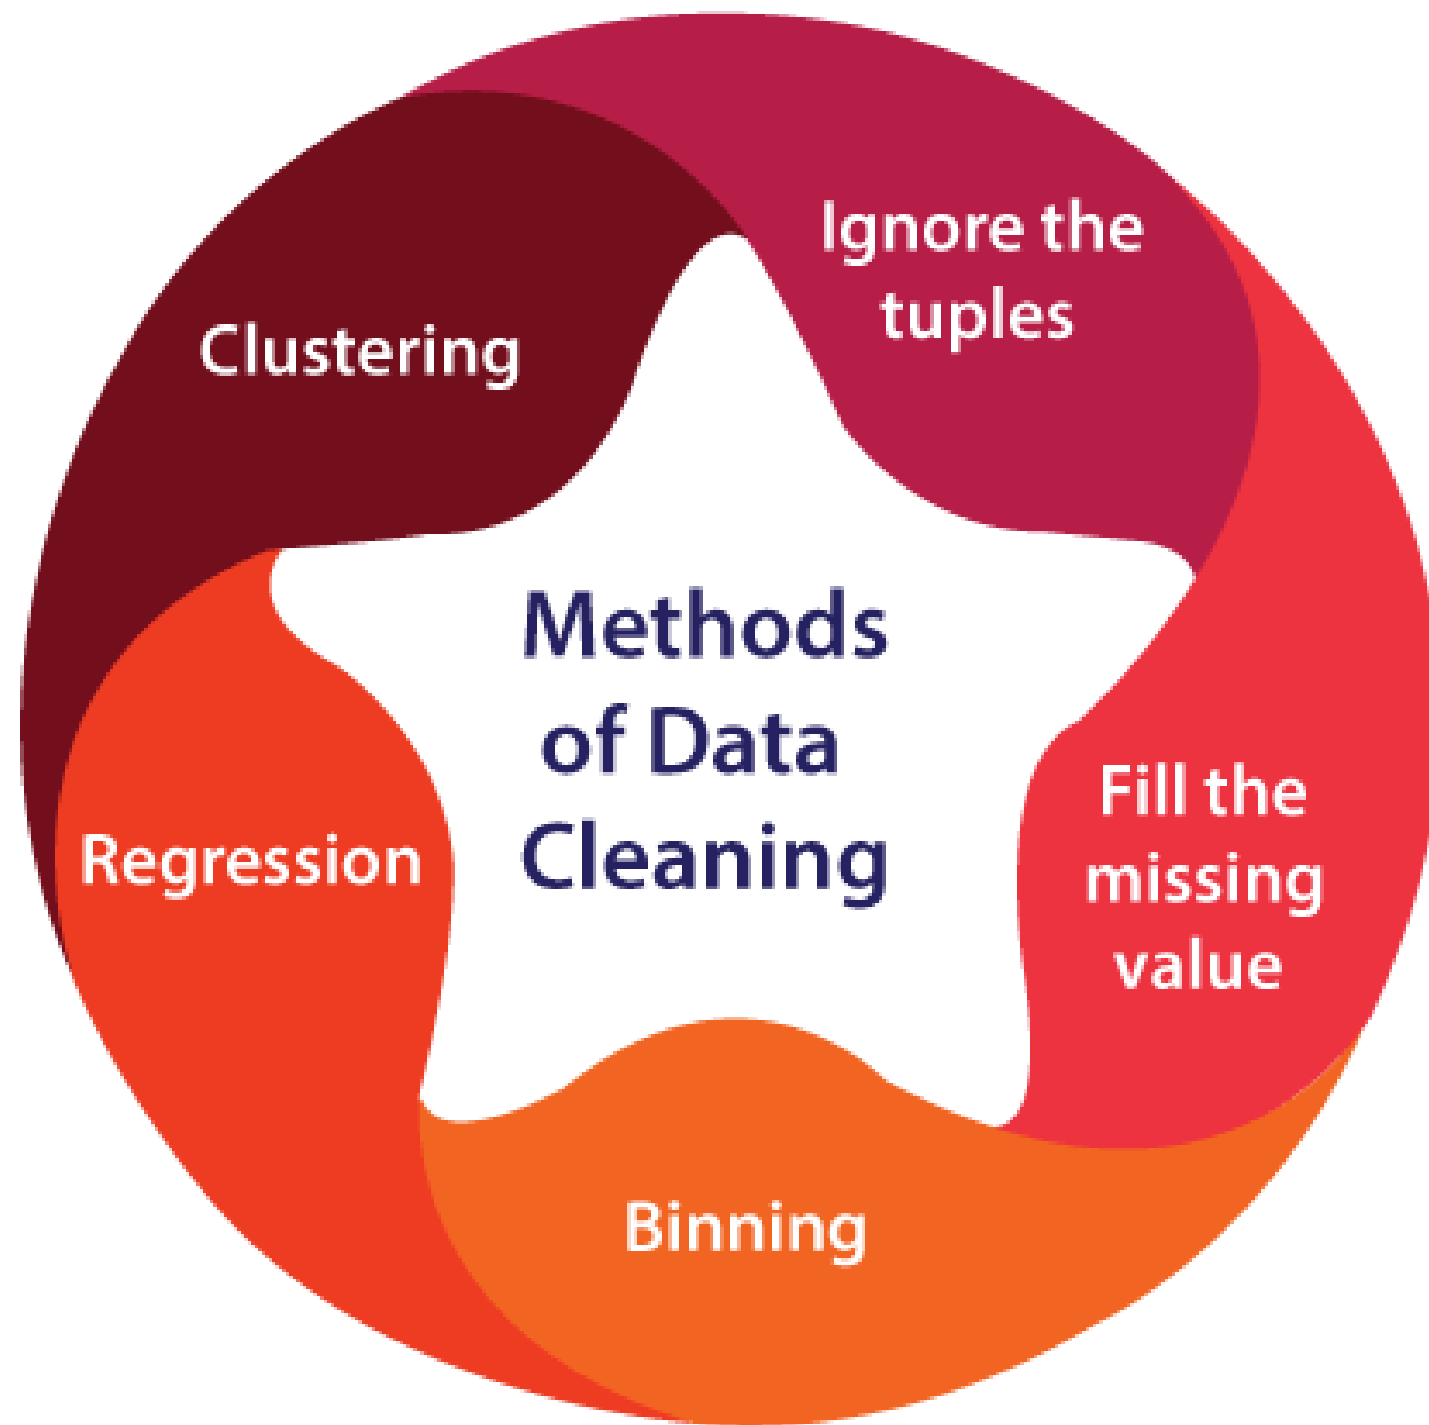 Methods
of Data
Cleaning
Ignore the
tuples
Fill the
missing
value
Binning
Regression
Clustering